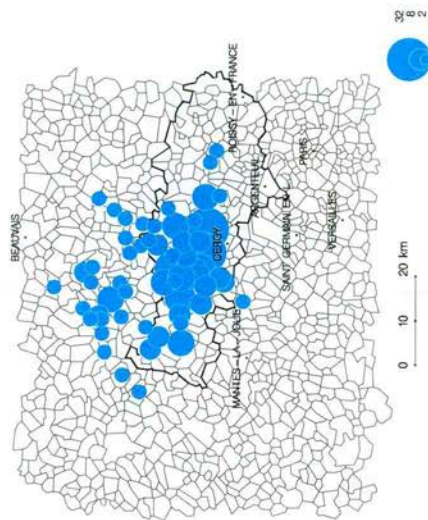 BEAUVAIS
ROISSY - EN - FRANCE
ARGENTEUIL
PARIS
CERGY
SAINT GERMAIN EN L.
VERSAILLES
MANTES - LA - JOLIE
0 10 20 km
32
8
2